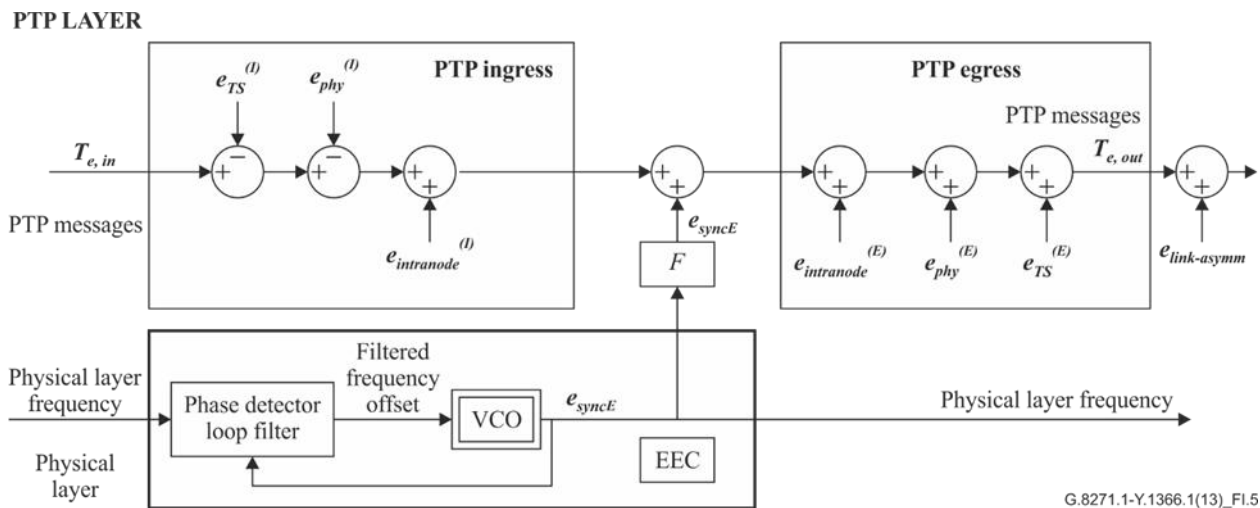 PTP LAYER
PTP ingress
e_TS^(I)
e_phy^(I)
T_e, in
PTP messages
e_intranode^(I)
e_syncE
F
PTP egress
PTP messages
T_e, out
e_intranode^(E)
e_phy^(E)
e_TS^(E)
e_link-asymm
− − + + + + + + + + + + + +
Physical layer
frequency
Physical
layer
Phase detector
loop filter
Filtered
frequency
offset
VCO
e_syncE
EEC
Physical layer frequency
G.8271.1-Y.1366.1(13)_FI.5